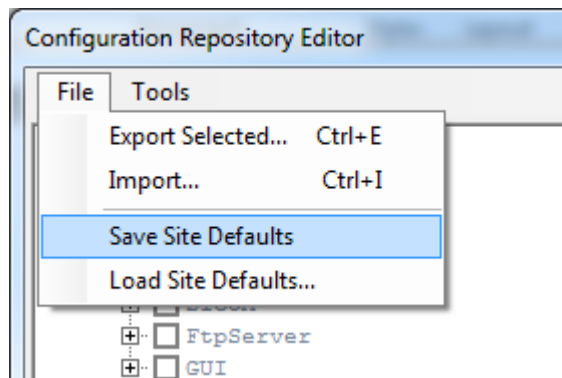 Configuration Repository Editor
File Tools
Export Selected... Ctrl+E
Import... Ctrl+I
Save Site Defaults
Load Site Defaults...
FtpServer
GUI